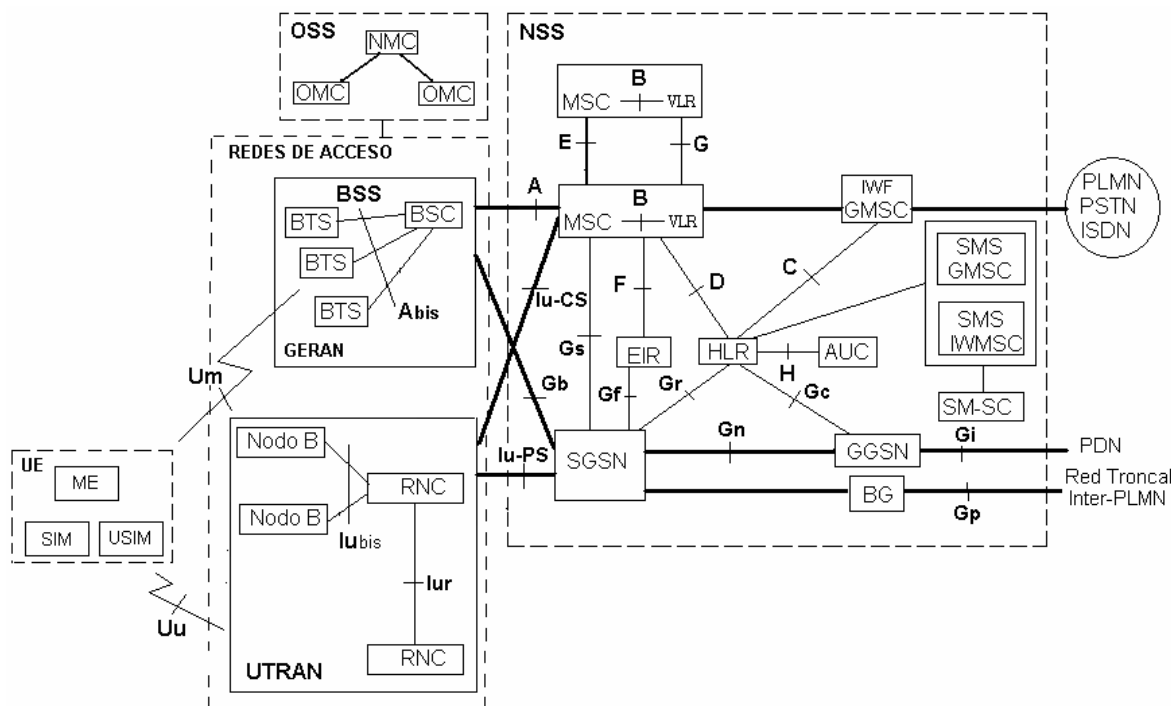 OSS
NMC
OMC
OMC
NSS
B
MSC
VLR
E
G
REDES DE ACCESO
BSS
BTS
BSC
BTS
BTS
Abis
GERAN
A
B
MSC
VLR
IWF
GMSC
PLMN
PSTN
ISDN
SMS
GMSC
SMS
IWMSC
SM-SC
C
D
F
Iu-CS
Gs
Gb
EIR
HLR
H
AUC
Gf
Gr
Gc
Um
UE
ME
SIM
USIM
Uu
Nodo B
Nodo B
RNC
Iubis
Iur
RNC
UTRAN
Iu-PS
SGSN
Gn
GGSN
Gi
PDN
BG
Gp
Red Troncal
Inter-PLMN